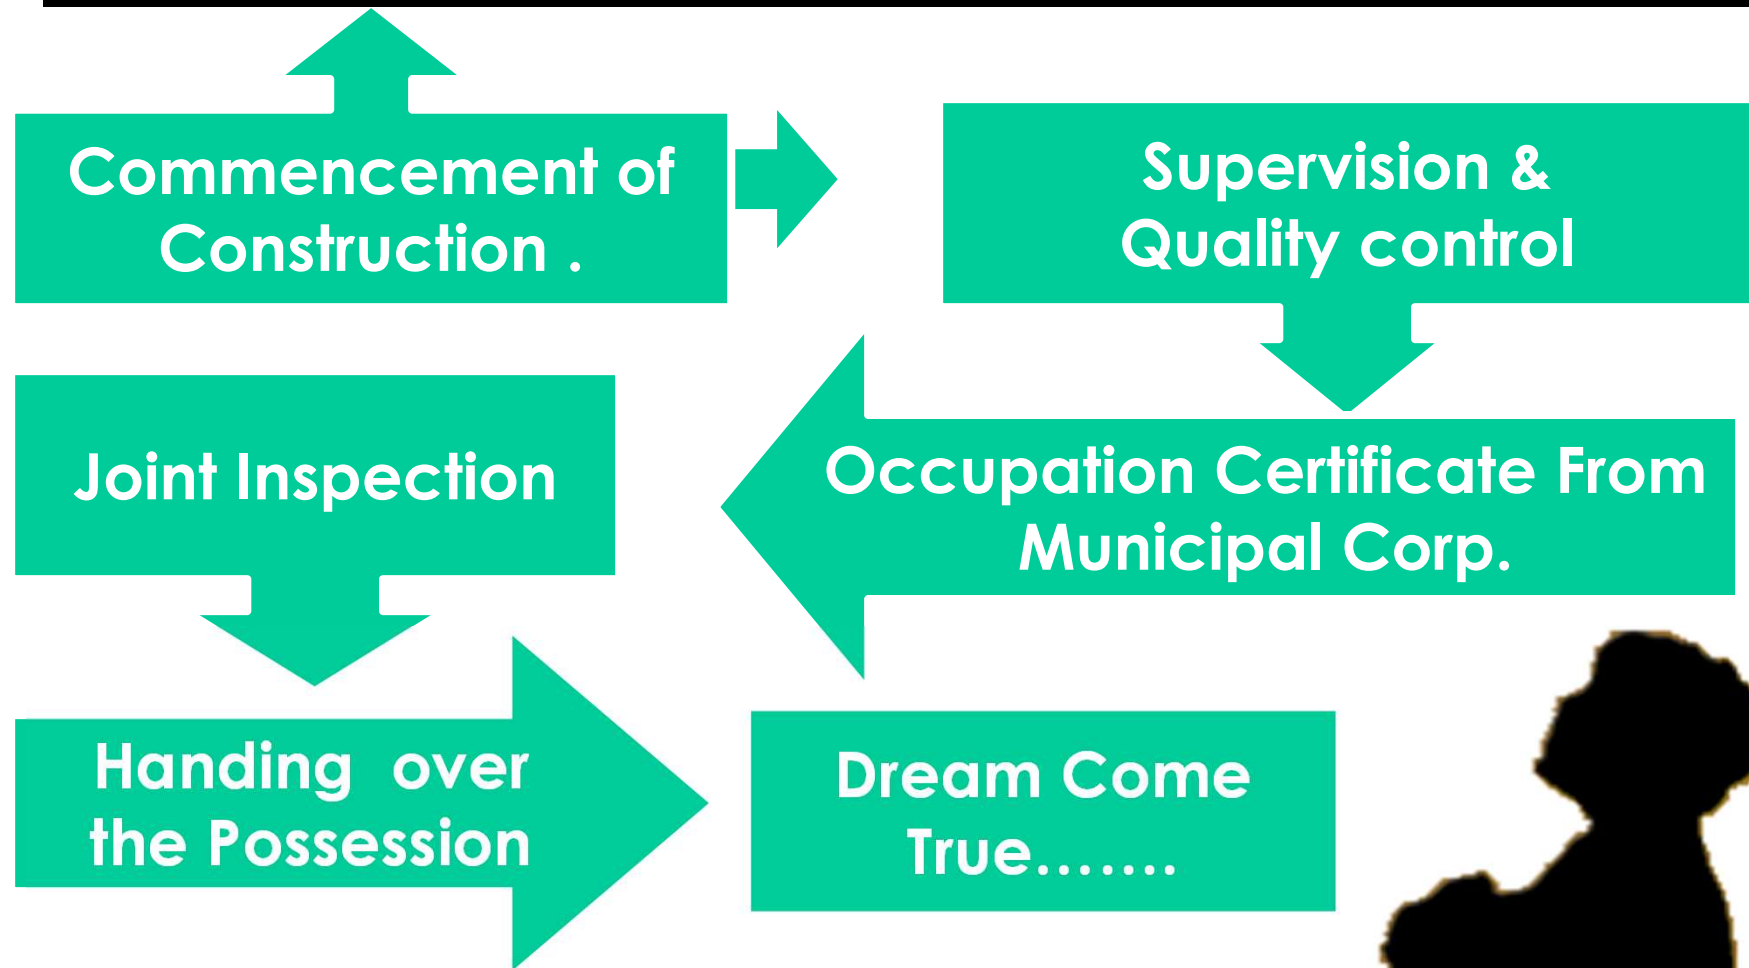 Commencement of
Construction .
Supervision &
Quality control
Occupation Certificate From
Municipal Corp.
Joint Inspection
Handing over
the Possession
Dream Come
True.......